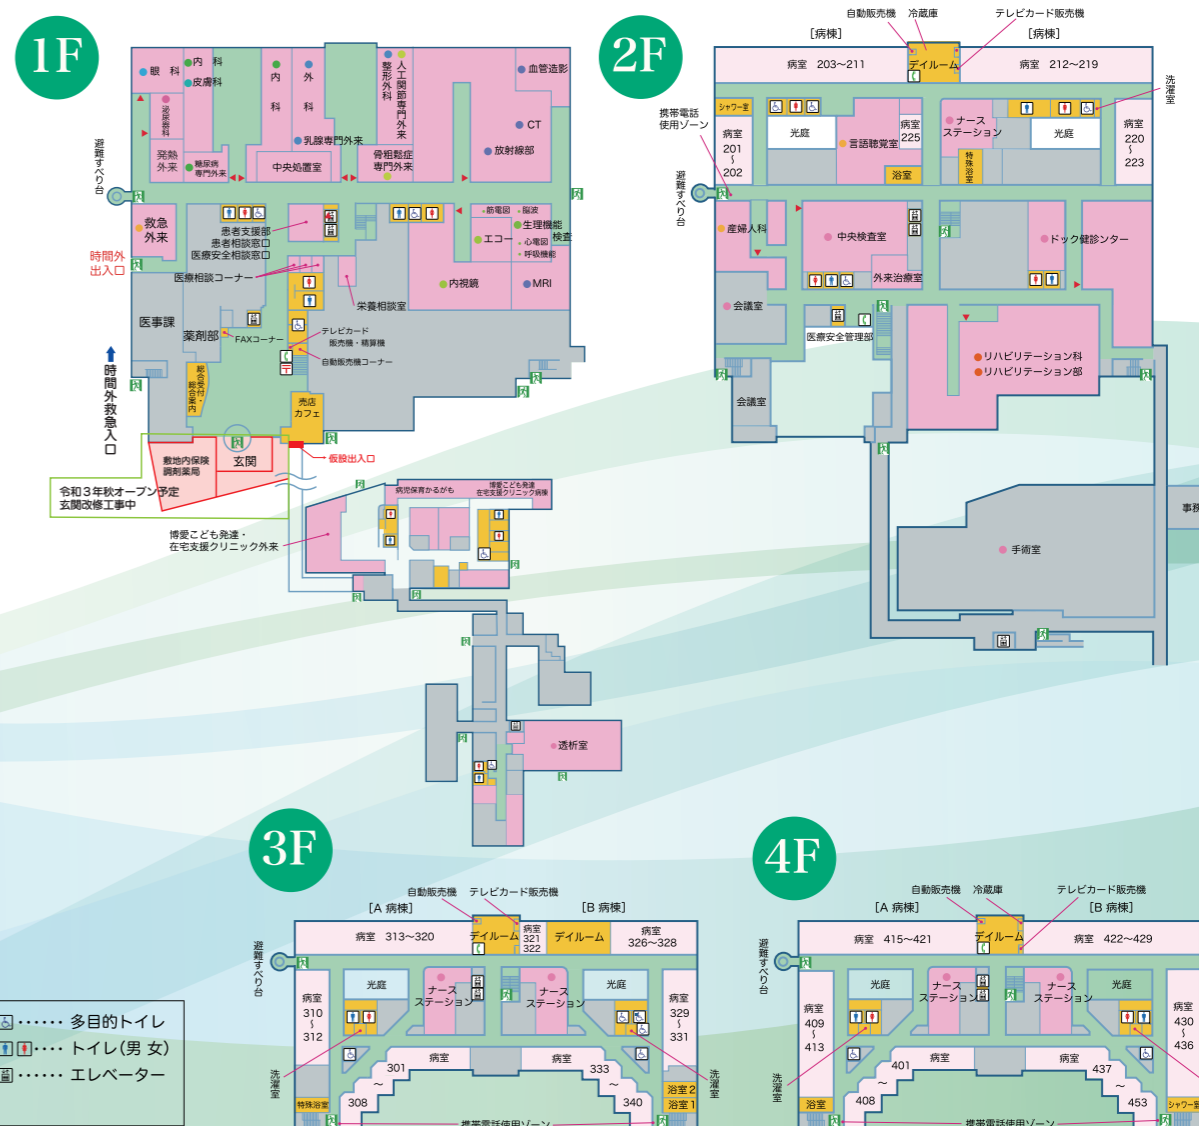 1F
眼 科
内 科
皮膚科
泌尿器科
発熱
外来
糖尿病
専門外来
内 科
外 科
乳腺専門外来
中央処置室
整形外科
人工関節専門外来
骨粗鬆症
専門外来
血管造影
CT
放射線部
避難すべり台
救急
外来
時間外
出入口
患者支援部
患者相談窓口
医療安全相談窓口
医療相談コーナー
筋電図
脳波
生理機能
検査
エコー
心電図
呼吸機能
内視鏡
MRI
栄養相談室
医事課
薬剤部
FAXコーナー
テレビカード
販売機・精算機
自動販売機コーナー
総合受付・
総合案内
売店
カフェ
時間外救急入口
敷地内保険
調剤薬局
玄関
仮設出入口
令和3年秋オープン予定
玄関改修工事中
病児保育かるがも
博愛こども発達
在宅支援クリニック病棟
博愛こども発達・
在宅支援クリニック外来
透析室
2F
自動販売機
冷蔵庫
テレビカード販売機
[病棟]
[病棟]
病室 203〜211
デイルーム
病室 212〜219
洗濯室
携帯電話
使用ゾーン
シャワー室
病室
201
〜
202
光庭
言語聴覚室
病室
225
浴室
ナース
ステーション
特殊浴室
光庭
病室
220
〜
223
避難すべり台
産婦人科
中央検査室
外来治療室
ドック健診ンター
会議室
医療安全管理部
リハビリテーション科
リハビリテーション部
会議室
手術室
事務
3F
自動販売機
テレビカード販売機
[A 病棟]
[B 病棟]
病室 313〜320
デイルーム
病室
321
322
デイルーム
病室
326〜328
避難すべり台
病室
310
〜
312
光庭
ナース
ステーション
ナース
ステーション
光庭
病室
329
〜
331
洗濯室
病室
301
〜
308
病室
333
〜
340
洗濯室
特殊浴室
浴室2
浴室1
携帯電話使用ゾーン
4F
自動販売機
冷蔵庫
テレビカード販売機
[A 病棟]
[B 病棟]
病室 415〜421
デイルーム
病室 422〜429
避難すべり台
病室
409
〜
413
光庭
ナース
ステーション
ナース
ステーション
光庭
病室
430
〜
436
洗濯室
病室
401
〜
408
病室
437
〜
453
洗濯室
浴室
シャワー室
携帯電話使用ゾーン
······ 多目的トイレ
···· トイレ(男 女)
······ エレベーター